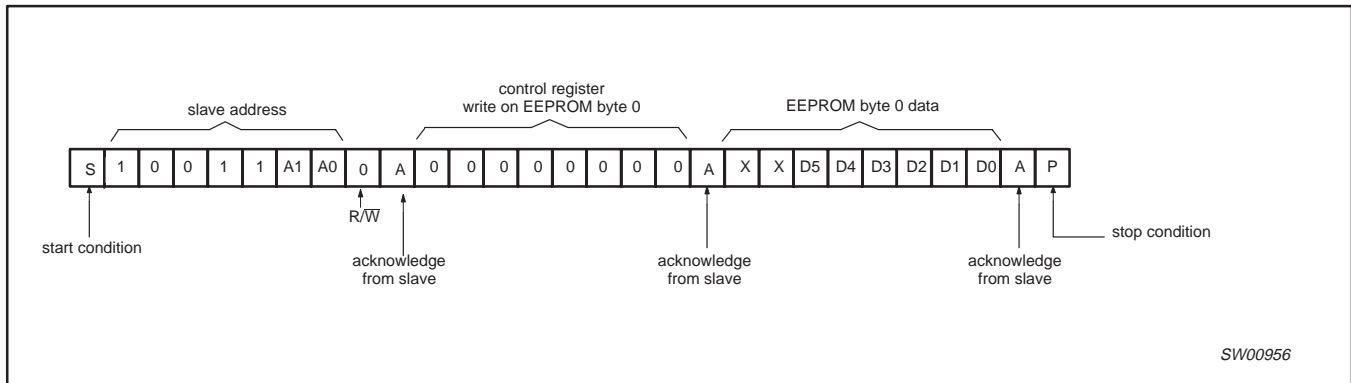 control register
write on EEPROM byte 0
slave address
EEPROM byte 0 data
S 1 0 0 1 1 A1 A0 0 A 0 0 0 0 0 0 0 0 A X X D5 D4 D3 D2 D1 D0 A P
R/W̅
start condition
stop condition
acknowledge
from slave
acknowledge
from slave
acknowledge
from slave
SW00956